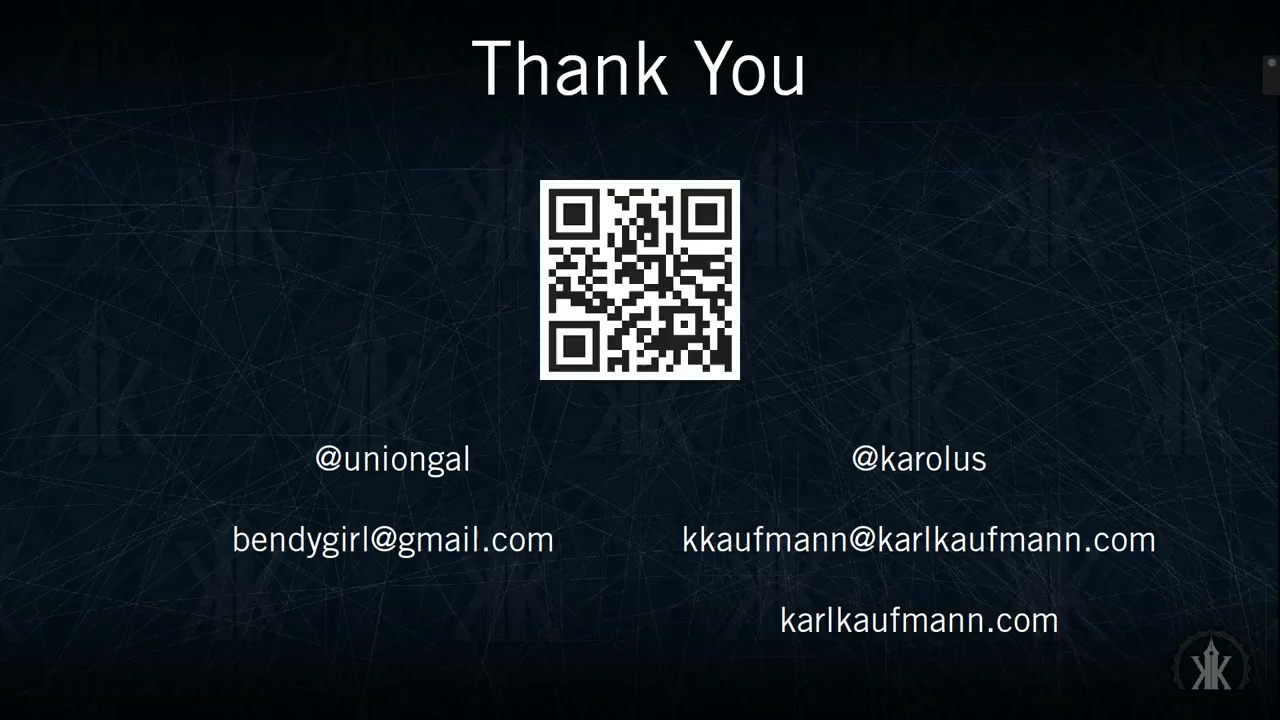 Thank You
@uniongal
bendygirl@gmail.com
@karolus
kkaufmann@karlkaufmann.com
karlkaufmann.com